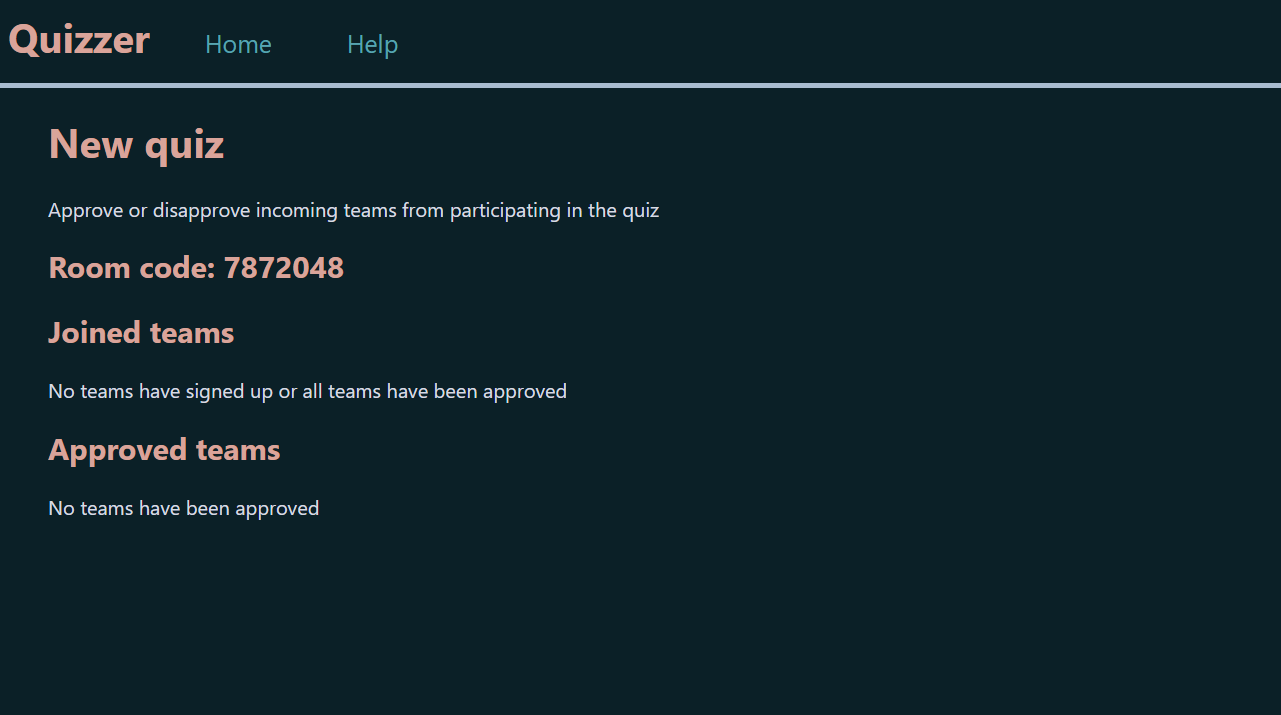 Quizzer Home Help
New quiz
Approve or disapprove incoming teams from participating in the quiz
Room code: 7872048
Joined teams
No teams have signed up or all teams have been approved
Approved teams
No teams have been approved